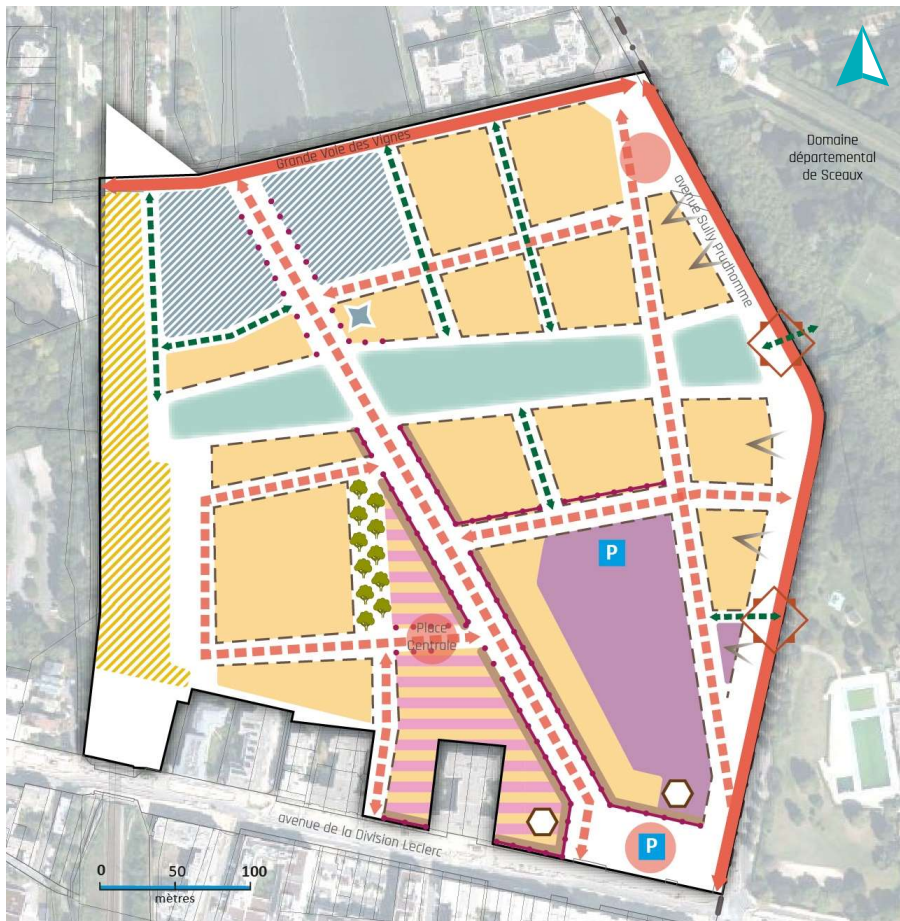 Grande Voie des Vignes
Domaine
départemental
de Sceaux
avenue Sully Prudhomme
P
Place
Centrale
avenue de la Division Leclerc
P
0 50 100
mètres